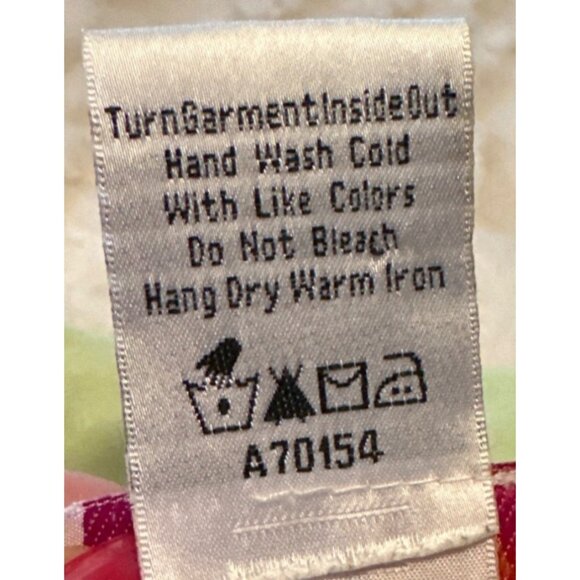 TurnGarmentInsideOut
Hand Wash Cold
With Like Colors
Do Not Bleach
Hang Dry Warm Iron
A70154